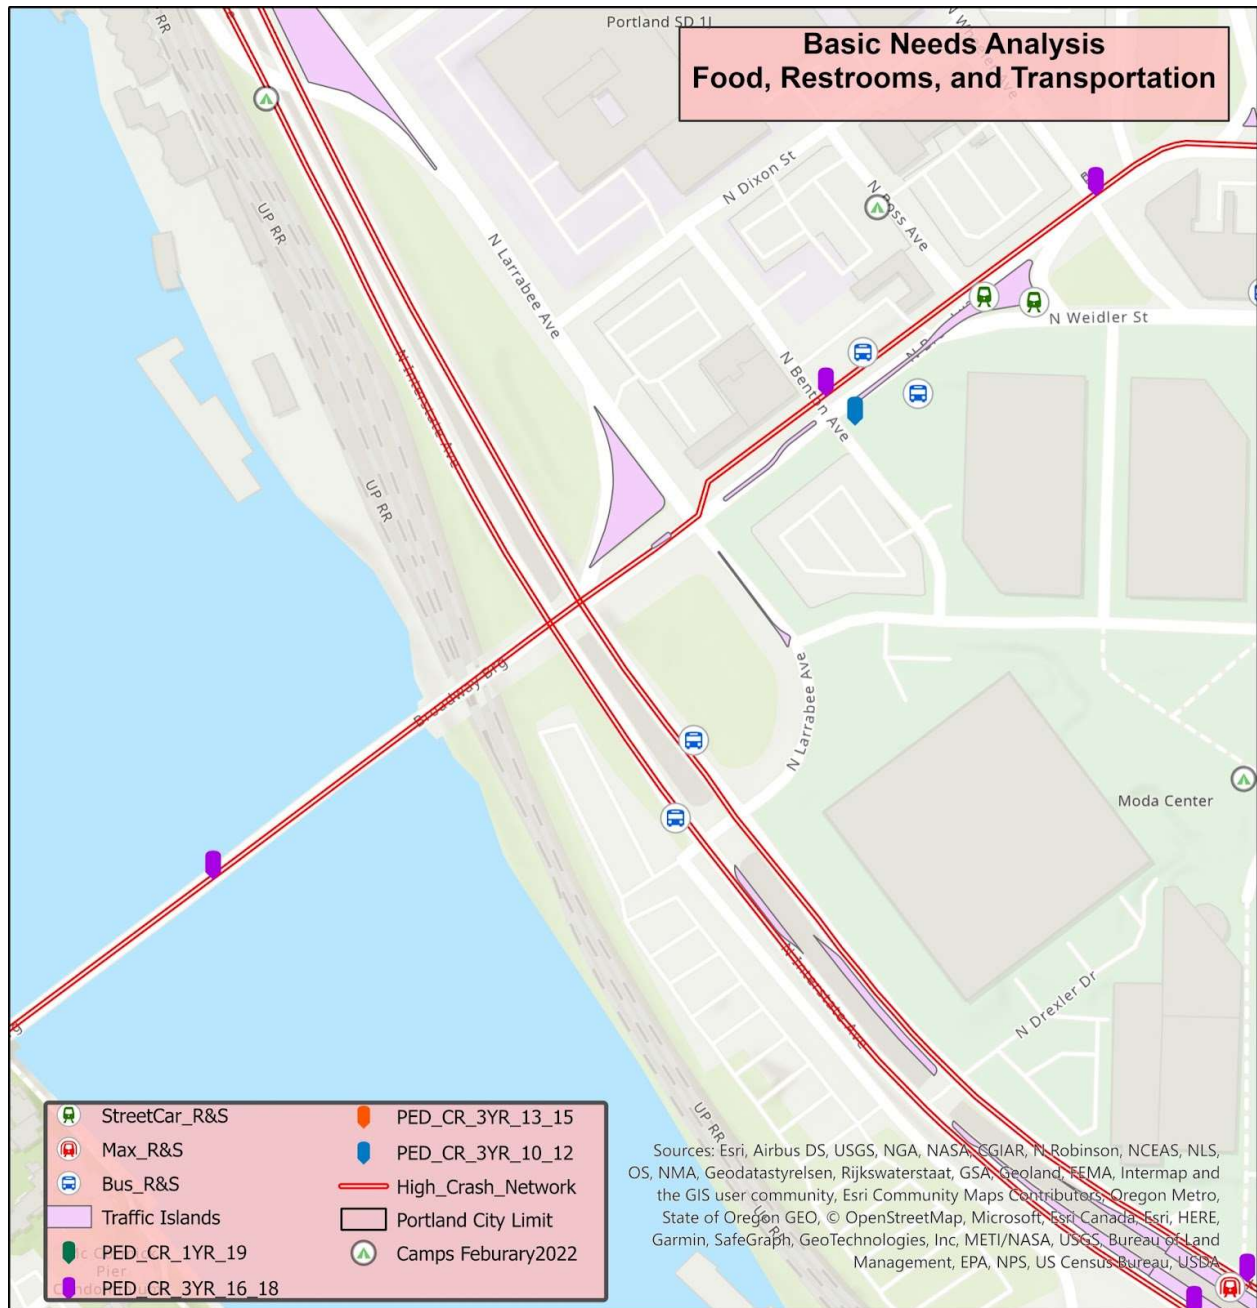 Portland SD 1J
Basic Needs Analysis
Food, Restrooms, and Transportation
UP RR
N Dixon St
N Ross Ave
UP RR
N Larrabee Ave
N Weidler St
N Benton Ave
N Interstate Ave
UP RR
Broadway Brg
N Larrabee Ave
Moda Center
N Interstate Ave
N Drexler Dr
UP RR
UP RR
StreetCar_R&S
Max_R&S
Bus_R&S
Traffic Islands
PED_CR_1YR_19
PED_CR_3YR_16_18
PED_CR_3YR_13_15
PED_CR_3YR_10_12
High_Crash_Network
Portland City Limit
Camps Feburary2022
Pier
Sources: Esri, Airbus DS, USGS, NGA, NASA, CGIAR, N Robinson, NCEAS, NLS,
OS, NMA, Geodatastyrelsen, Rijkswaterstaat, GSA, Geoland, FEMA, Intermap and
the GIS user community, Esri Community Maps Contributors, Oregon Metro,
State of Oregon GEO, © OpenStreetMap, Microsoft, Esri Canada, Esri, HERE,
Garmin, SafeGraph, GeoTechnologies, Inc, METI/NASA, USGS, Bureau of Land
Management, EPA, NPS, US Census Bureau, USDA